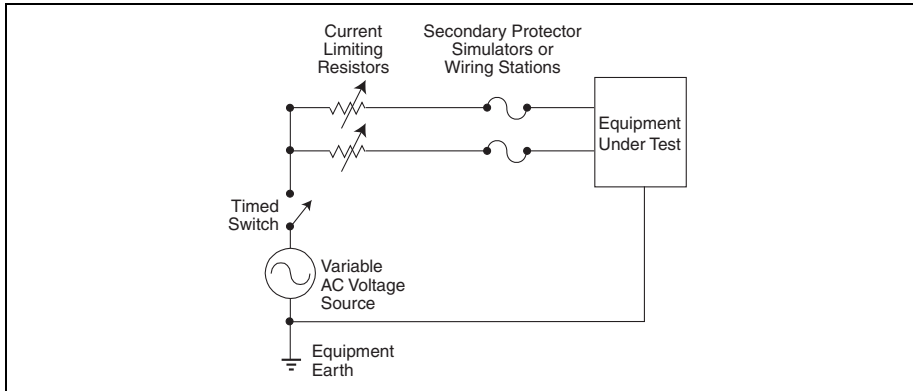 Current
Limiting
Resistors
Secondary Protector
Simulators or
Wiring Stations
Equipment
Under Test
Timed
Switch
Variable
AC Voltage
Source
Equipment
Earth